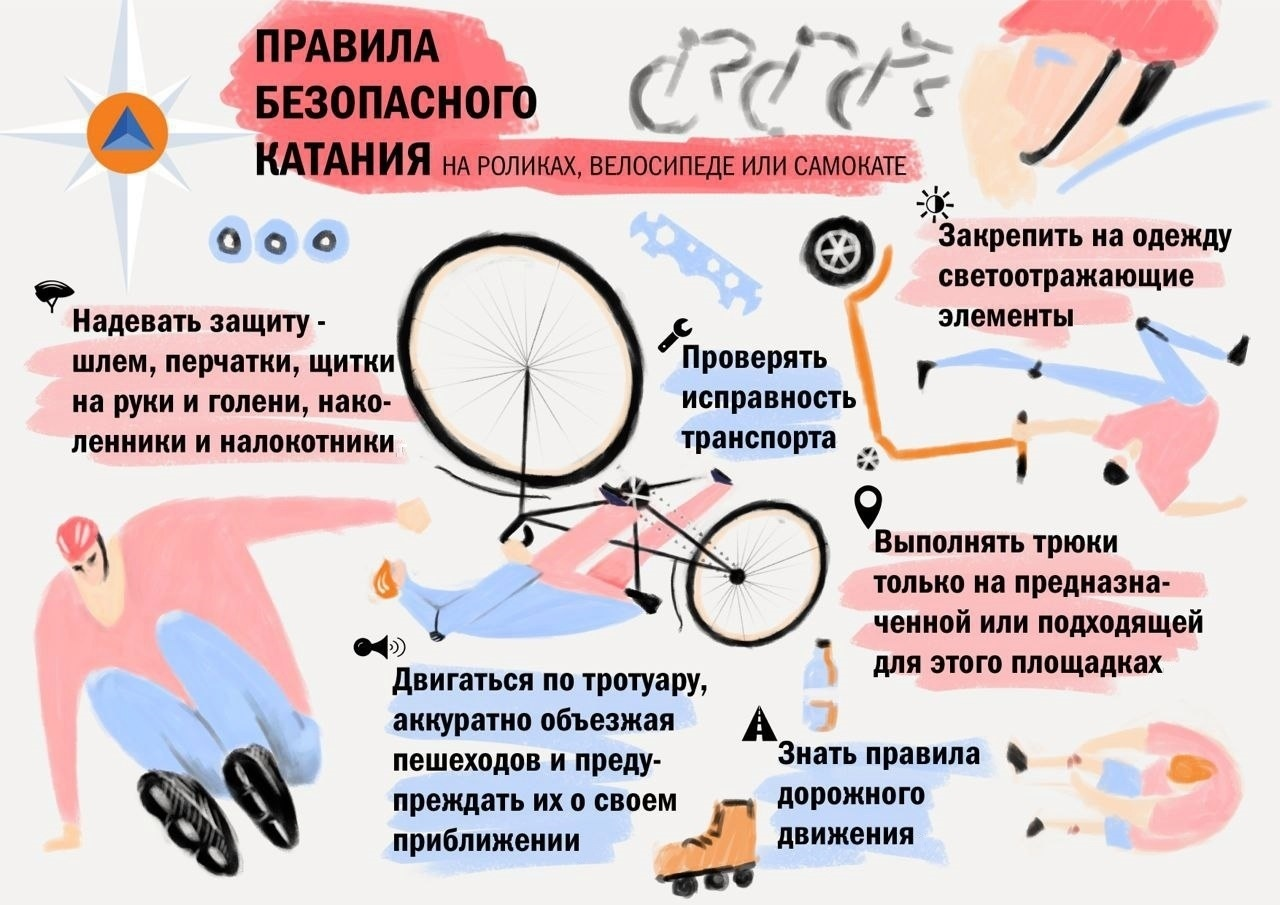 ПРАВИЛА
БЕЗОПАСНОГО
КАТАНИЯ НА РОЛИКАХ, ВЕЛОСИПЕДЕ ИЛИ САМОКАТЕ
Надевать защиту -
шлем, перчатки, щитки
на руки и голени, нако-
ленники и налокотники
Проверять
исправность
транспорта
Закрепить на одежду
светоотражающие
элементы
Выполнять трюки
только на предназна-
ченной или подходящей
для этого площадках
Двигаться по тротуару,
аккуратно объезжая
пешеходов и преду-
преждать их о своем
приближении
Знать правила
дорожного
движения